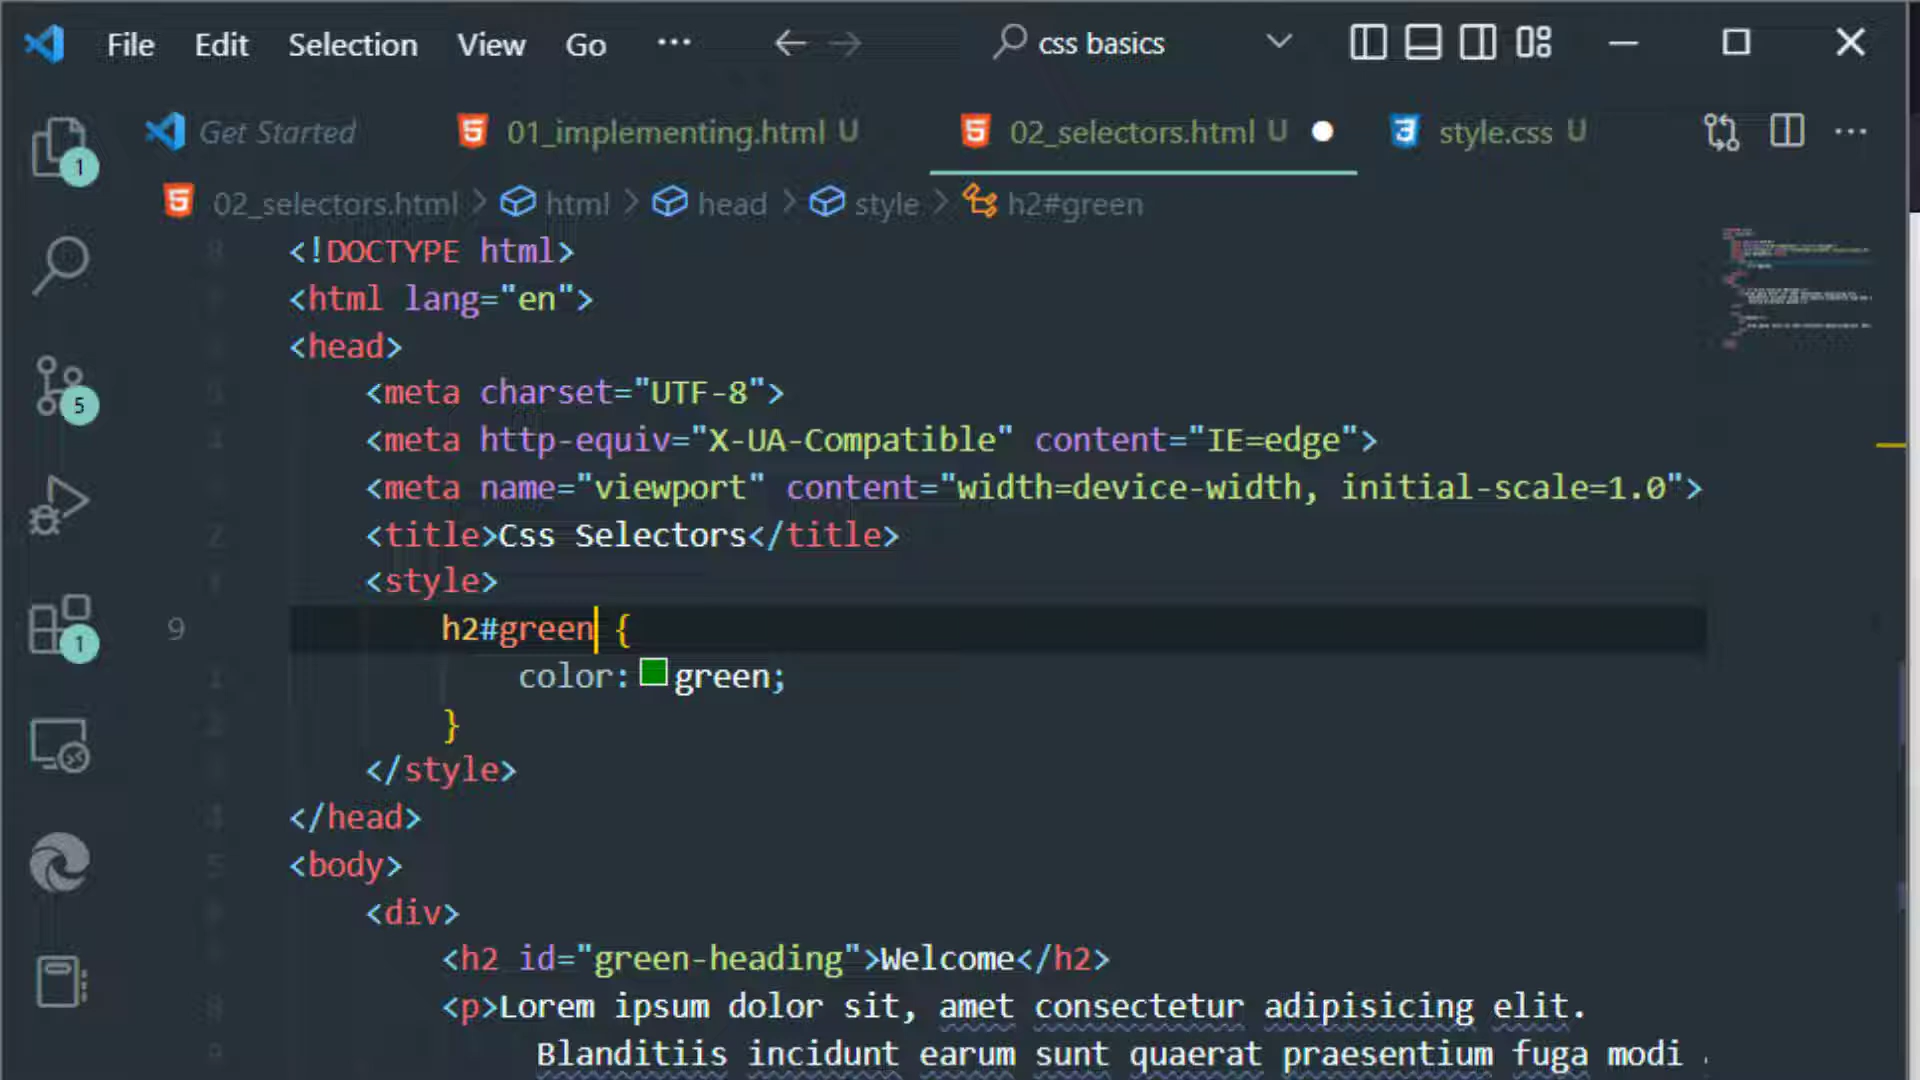 File Edit Selection View Go ··· css basics
Get Started 01_implementing.html U 02_selectors.html U style.css U
02_selectors.html > html > head > style > h2#green
<!DOCTYPE html>
<html lang="en">
<head>
<meta charset="UTF-8">
<meta http-equiv="X-UA-Compatible" content="IE=edge">
<meta name="viewport" content="width=device-width, initial-scale=1.0">
<title>Css Selectors</title>
<style>
9 h2#green {
color: green;
}
</style>
</head>
<body>
<div>
<h2 id="green-heading">Welcome</h2>
<p>Lorem ipsum dolor sit, amet consectetur adipisicing elit.
Blanditiis incidunt earum sunt quaerat praesentium fuga modi
1
5
1